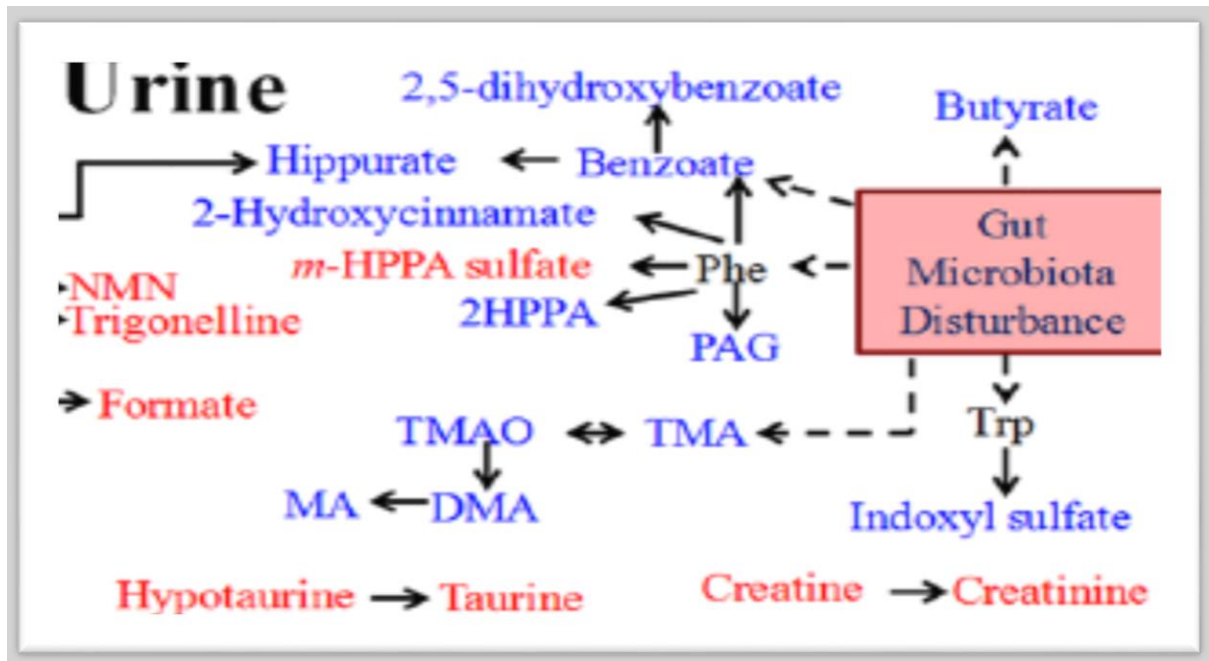 Urine
2,5-dihydroxybenzoate
Butyrate
Hippurate
Benzoate
2-Hydroxycinnamate
Gut
Microbiota
Disturbance
m-HPPA sulfate
Phe
NMN
2HPPA
Trigonelline
PAG
Formate
TMAO
TMA
Trp
MA
DMA
Indoxyl sulfate
Hypotaurine
Taurine
Creatine
Creatinine